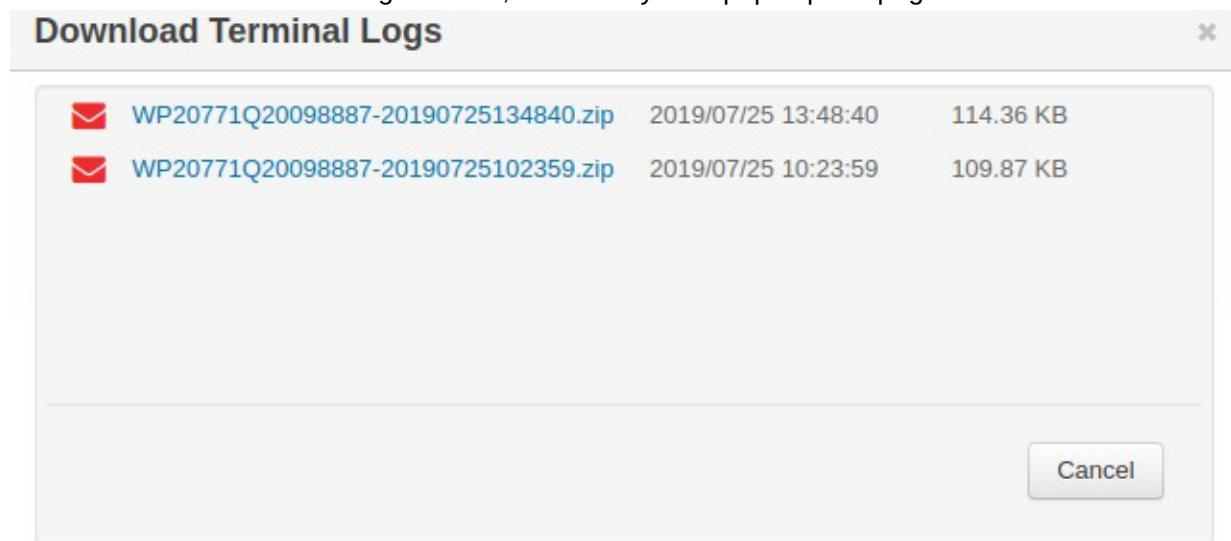 Download Terminal Logs ×
WP20771Q20098887-20190725134840.zip 2019/07/25 13:48:40 114.36 KB
WP20771Q20098887-20190725102359.zip 2019/07/25 10:23:59 109.87 KB
Cancel